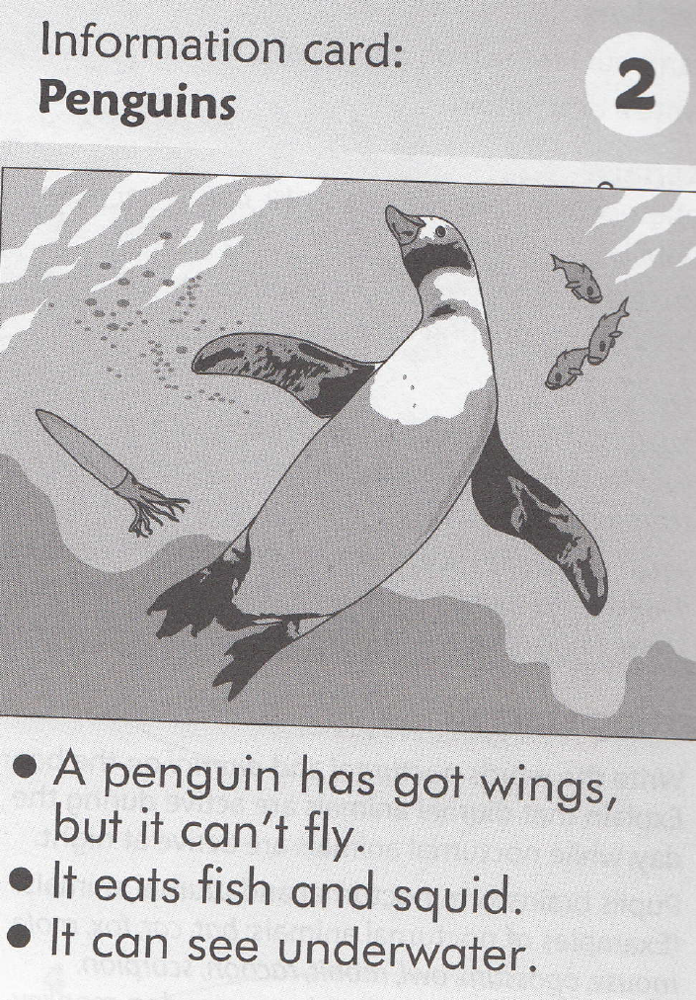 Information card:
Penguins
2
• A penguin has got wings,
but it can't fly.
• It eats fish and squid.
• It can see underwater.